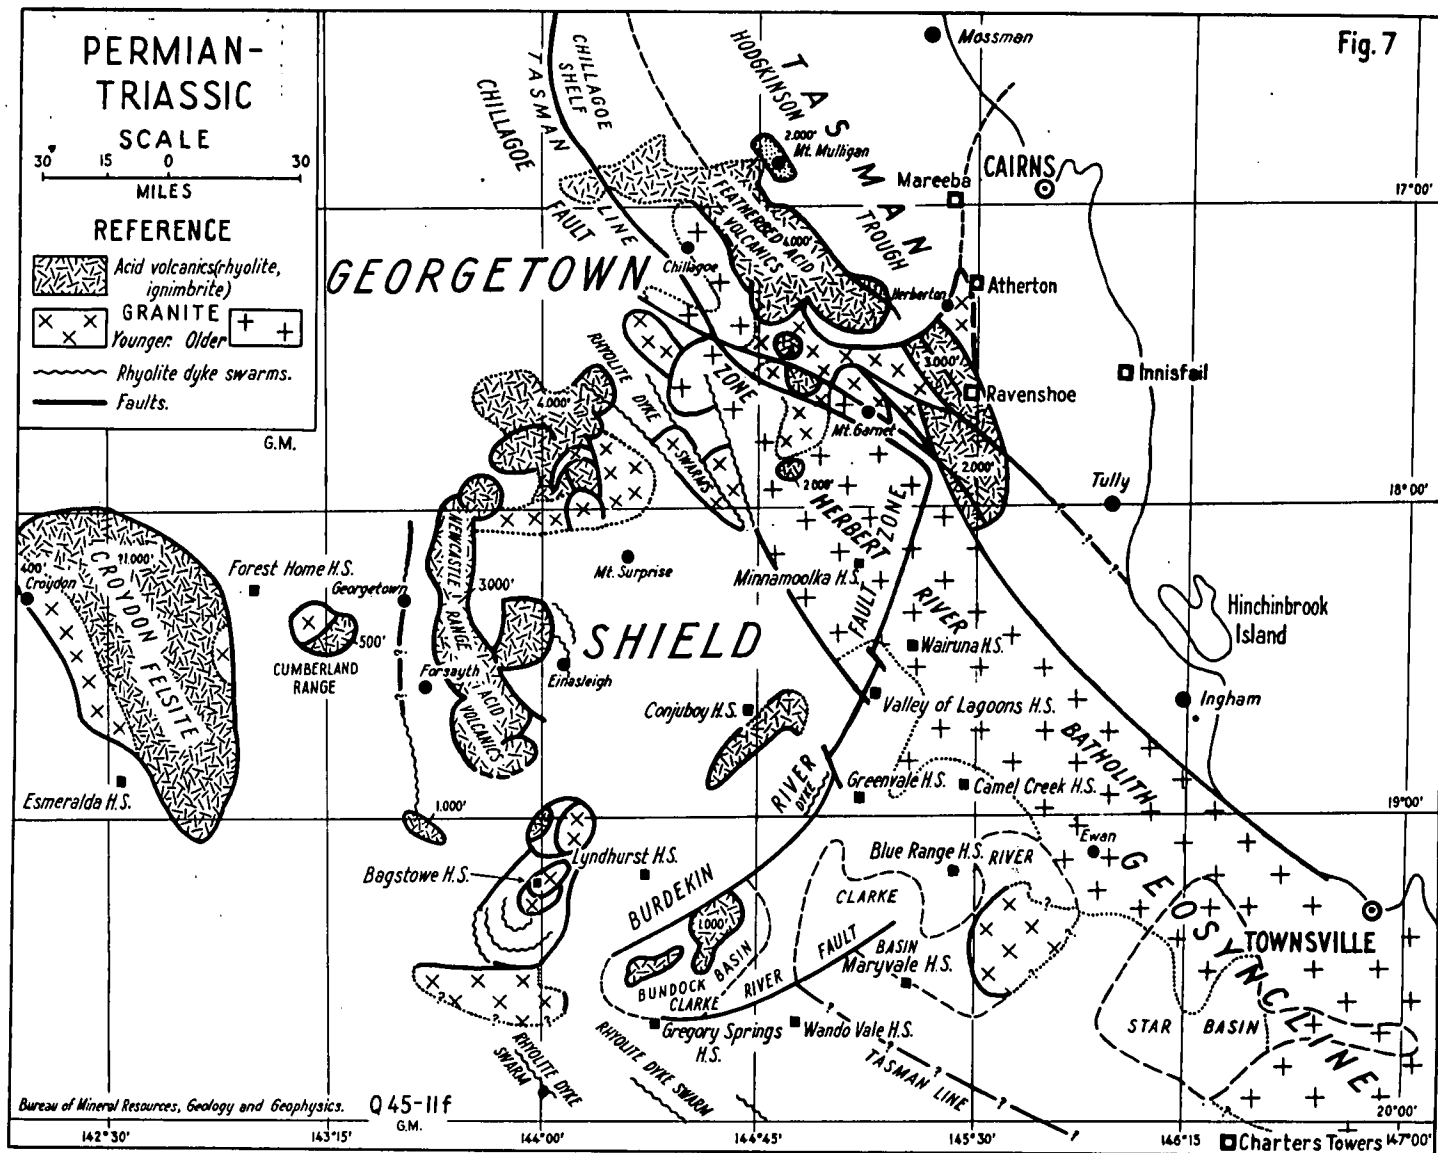 PERMIAN-
TRIASSIC
SCALE
30 15 0 30
MILES
REFERENCE
Acid volcanics(rhyolite,
ignimbrite)
GRANITE
Younger. Older
Rhyolite dyke swarms.
Faults.
G.M.
Fig. 7
Mossman
TASMAN
HODGKINSON
TROUGH
CHILLAGOE
SHELF
TASMAN
LINE
CHILLAGOE
FAULT
ZONE
2.000'
Mt. Mulligan
CAIRNS
Mareeba
17°00'
FEATHERBED ACID
VOLCANICS
4.000'
Chillagoe
GEORGETOWN
Herberton
Atherton
3.000'
Innisfail
Ravenshoe
RHYOLITE
DYKE
SWARMS
4.000'
Mt. Garnet
2.000'
2.000'
Tully
18°00'
HERBERT
RIVER
FAULT
ZONE
Mt. Surprise
Minnamoolka H.S.
NEWCASTLE
RANGE
3.000'
ACID
VOLCANICS
?1.000'
400'
Croydon
CROYDON FELSITE
Forest Home H.S.
Georgetown
500'
CUMBERLAND
RANGE
Forsayth
Einasleigh
SHIELD
Hinchinbrook
Island
Wairuna H.S.
Ingham
Conjuboy H.S.
Valley of Lagoons H.S.
BATHOLITH
Esmeralda H.S.
1.000'
RIVER
DYKE
Greenvale H.S.
Camel Creek H.S.
19°00'
Ewan
Lyndhurst H.S.
Bagstowe H.S.
BURDEKIN
Blue Range H.S.
RIVER
CLARKE
BASIN
GEOSYNCLINE
TOWNSVILLE
1.000'
BUNDOCK
BASIN
CLARKE
RIVER
FAULT
Maryvale H.S.
Gregory Springs
H.S.
Wando Vale H.S.
STAR BASIN
RHYOLITE DYKE
SWARM
RHYOLITE DYKE SWARM
TASMAN LINE
20°00'
Bureau of Mineral Resources, Geology and Geophysics.
Q 45-11f
G.M.
142°30' 143°15' 144°00' 144°45' 145°30' 146°15' 147°00'
Charters Towers